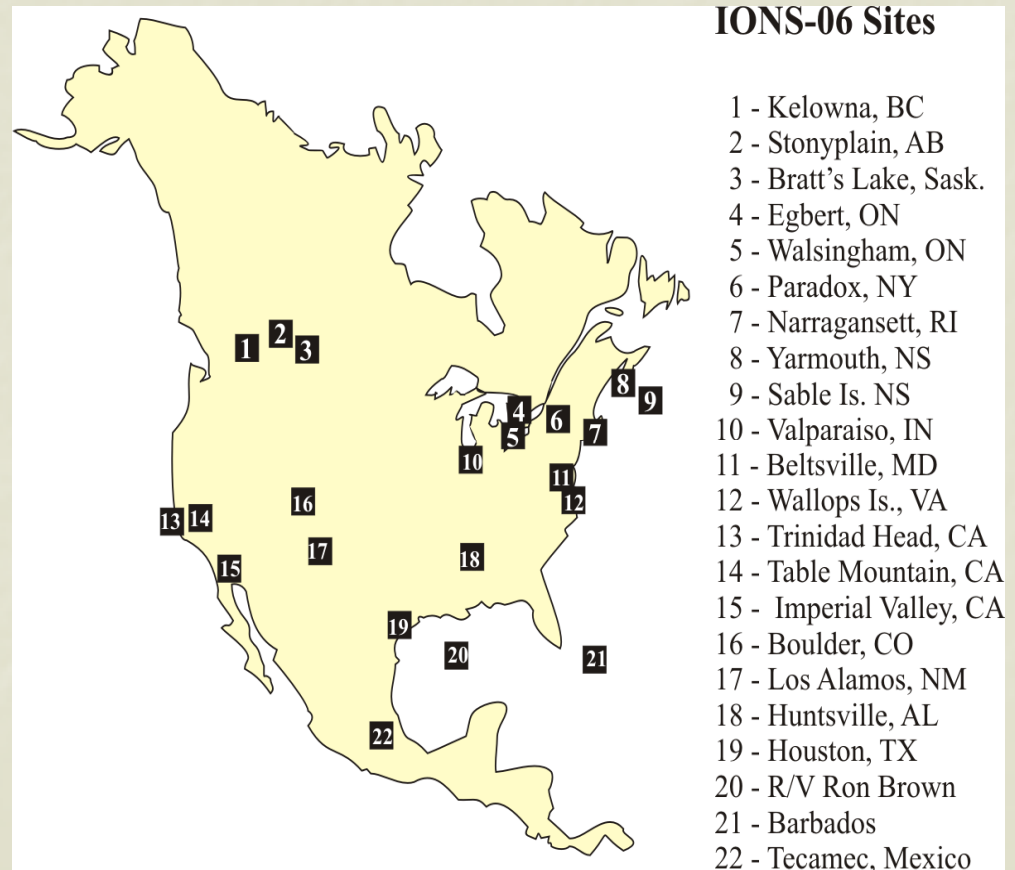 IONS-06 Sites
1 - Kelowna, BC
2 - Stonyplain, AB
3 - Bratt's Lake, Sask.
4 - Egbert, ON
5 - Walsingham, ON
6 - Paradox, NY
7 - Narragansett, RI
8 - Yarmouth, NS
9 - Sable Is. NS
10 - Valparaiso, IN
11 - Beltsville, MD
12 - Wallops Is., VA
13 - Trinidad Head, CA
14 - Table Mountain, CA
15 - Imperial Valley, CA
16 - Boulder, CO
17 - Los Alamos, NM
18 - Huntsville, AL
19 - Houston, TX
20 - R/V Ron Brown
21 - Barbados
22 - Tecamec, Mexico
1
2
3
4
5
6
7
8
9
10
11
12
13
14
15
16
17
18
19
20
21
22